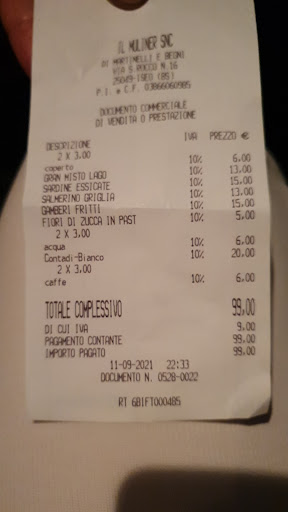 IL MULINER SNC
DI MARTINELLI E BEGNI
VIA S.ROCCO N.16
25049-ISEO (BS)
P.I. e C.F. 03866060985
DOCUMENTO COMMERCIALE
DI VENDITA O PRESTAZIONE
DESCRIZIONE IVA PREZZO €
2 X 3.00
coperto 10% 6,00
GRAN MISTO LAGO 10% 13,00
SARDINE ESSICATE 10% 15,00
SALMERINO GRIGLIA 10% 13,00
GAMBERI FRITTI 10% 15,00
FIORI DI ZUCCA IN PAST 10% 5,00
2 X 3.00
acqua 10% 6,00
Contadi-Bianco 10% 20,00
2 X 3.00
caffe 10% 6,00
TOTALE COMPLESSIVO 99,00
DI CUI IVA 9,00
PAGAMENTO CONTANTE 99,00
IMPORTO PAGATO 99,00
11-09-2021 22:33
DOCUMENTO N. 0528-0022
RT 6BIFT000485